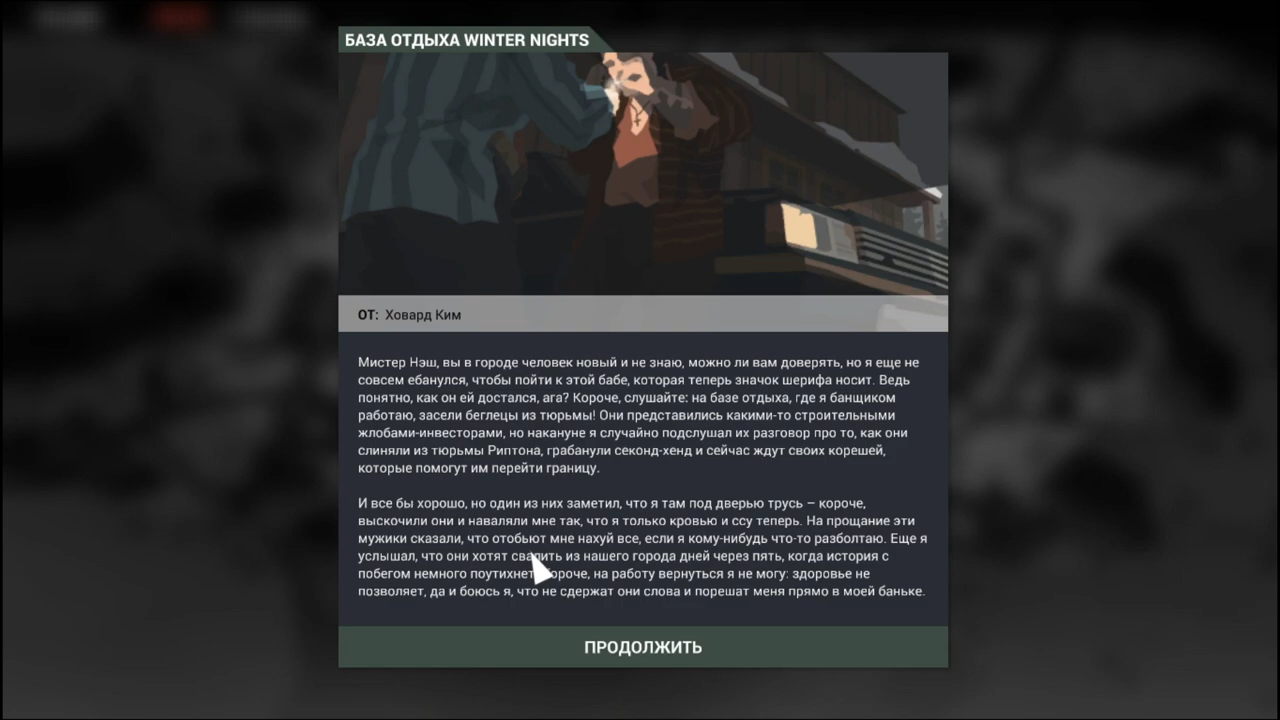 БАЗА ОТДЫХА WINTER NIGHTS
ОТ: Ховард Ким
Мистер Нэш, вы в городе человек новый и не знаю, можно ли вам доверять, но я еще не
совсем ебанулся, чтобы пойти к этой бабе, которая теперь значок шерифа носит. Ведь
понятно, как он ей достался, ага? Короче, слушайте: на базе отдыха, где я банщиком
работаю, засели беглецы из тюрьмы! Они представились какими-то строительными
жлобами-инвесторами, но накануне я случайно подслушал их разговор про то, как они
слиняли из тюрьмы Риптона, грабанули секонд-хенд и сейчас ждут своих корешей,
которые помогут им перейти границу.
И все бы хорошо, но один из них заметил, что я там под дверью трусь – короче,
выскочили они и наваляли мне так, что я только кровью и ссу теперь. На прощание эти
мужики сказали, что отобьют мне нахуй все, если я кому-нибудь что-то разболтаю. Еще я
услышал, что они хотят свалить из нашего города дней через пять, когда история с
побегом немного поутихнет. Короче, на работу вернуться я не могу: здоровье не
позволяет, да и боюсь я, что не сдержат они слова и порешат меня прямо в моей баньке.
ПРОДОЛЖИТЬ